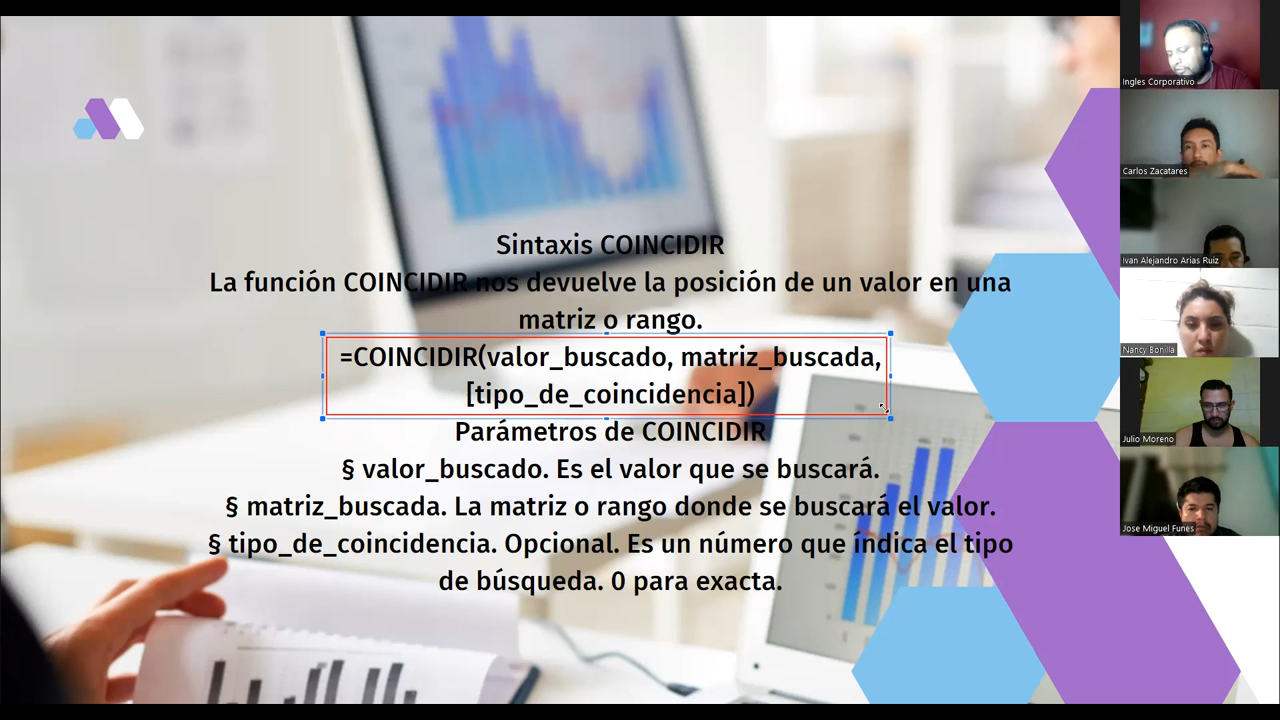 Sintaxis COINCIDIR
La función COINCIDIR nos devuelve la posición de un valor en una
matriz o rango.
=COINCIDIR(valor_buscado, matriz_buscada,
[tipo_de_coincidencia])
Parámetros de COINCIDIR
§ valor_buscado. Es el valor que se buscará.
§ matriz_buscada. La matriz o rango donde se buscará el valor.
§ tipo_de_coincidencia. Opcional. Es un número que indica el tipo
de búsqueda. 0 para exacta.
Ingles Corporativo
Carlos Zacatares
Ivan Alejandro Arias Ruiz
Nancy Bonilla
Julio Moreno
Jose Miguel Funes